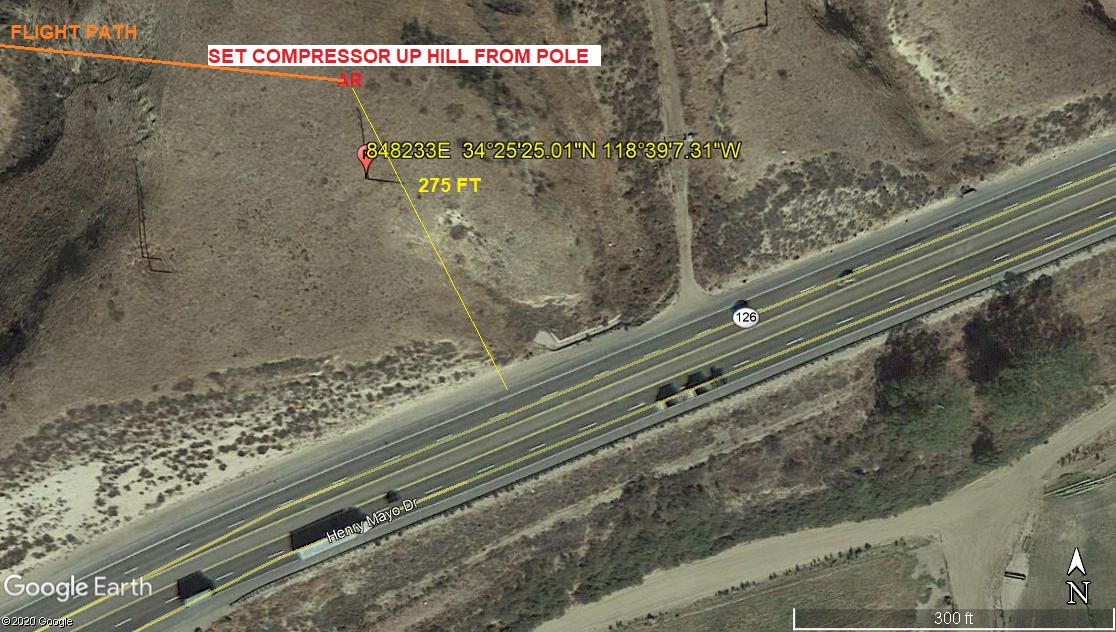 FLIGHT PATH
SET COMPRESSOR UP HILL FROM POLE
AR
848233E 34°25'25.01"N 118°39'7.31"W
275 FT
126
Henry Mayo Dr
Google Earth
N
©2020 Google
300 ft